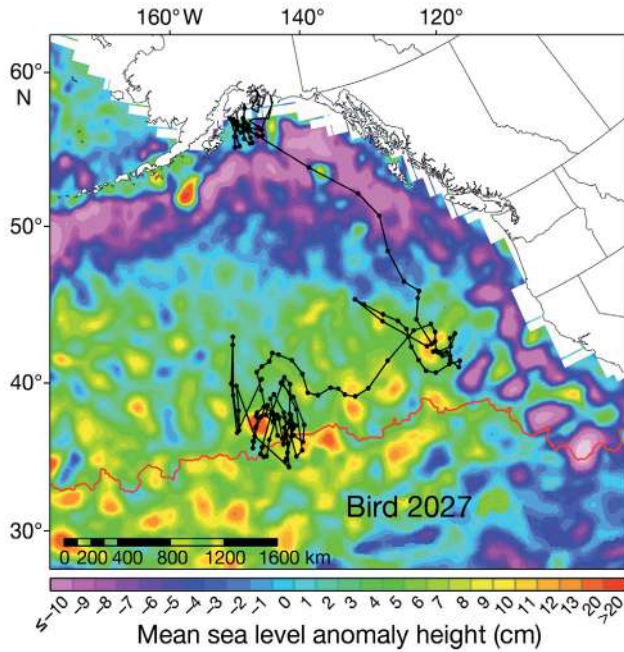 160°W 140° 120°
60°
N
50°
40°
30°
Bird 2027
0 200 400 800 1200 1600 km
≤-10 -9 -8 -7 -6 -5 -4 -3 -2 -1 0 1 2 3 4 5 6 7 8 9 10 11 12 13 20 >20
Mean sea level anomaly height (cm)